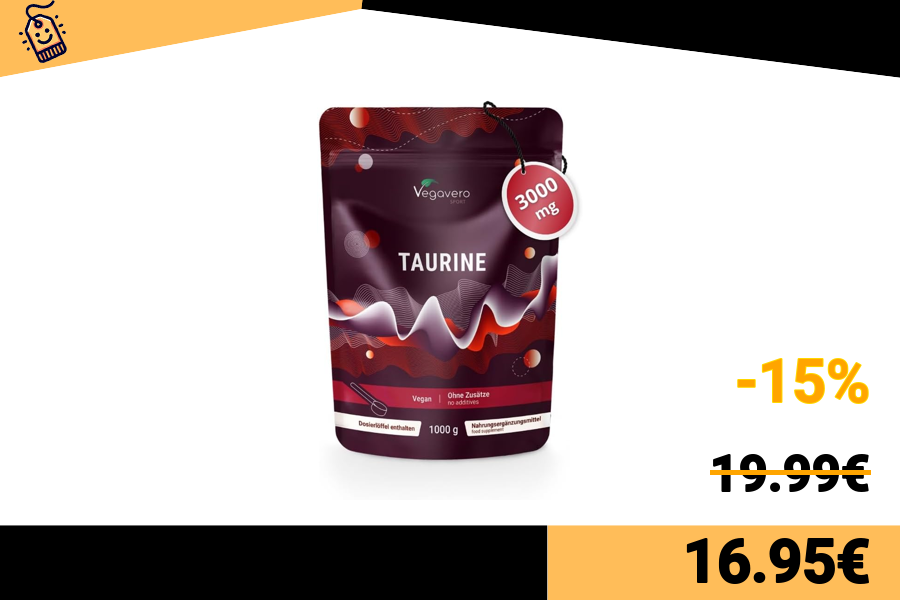 3000
mg
Vegavero
SPORT
TAURINE
Vegan | Ohne Zusätze
no additives
Dosierlöffel enthalten
1000 g
Nahrungsergänzungsmittel
food supplement
-15%
19.99€
16.95€